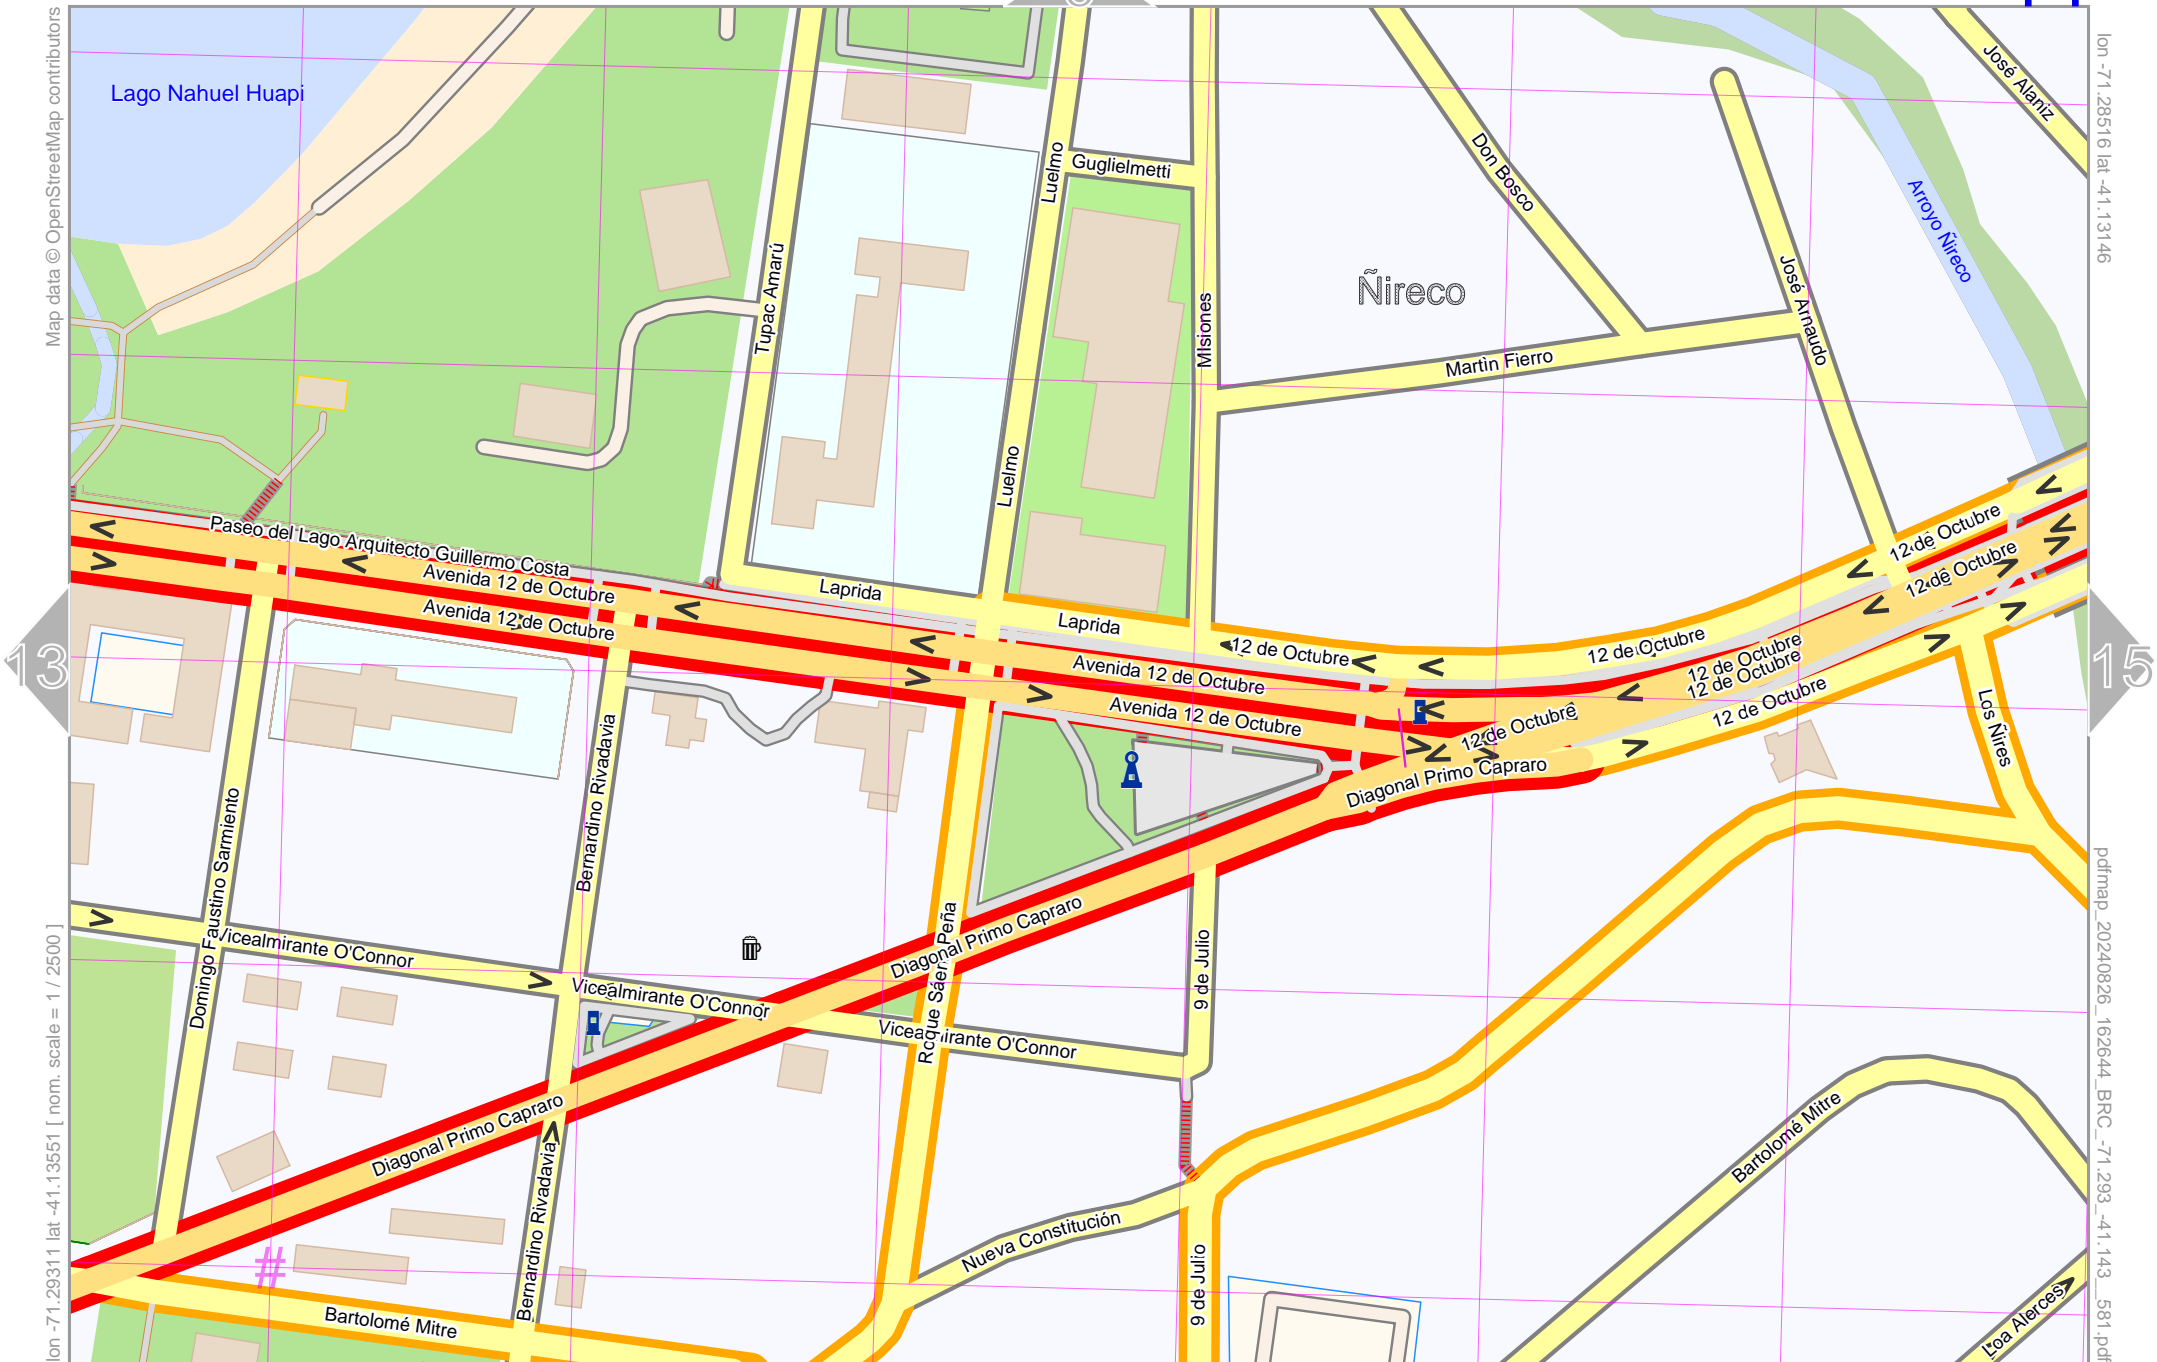 Map data © OpenStreetMap contributors
lon -71.29311 lat -41.13551 [ nom. scale = 1 / 2500 ]
lon -71.28516 lat -41.13146
pdfmap_20240826_162644_BRC_-71.293_-41.143__581.pdf
13
15
Lago Nahuel Huapi
José Alaniz
Luelmo
Guglielmetti
Don Bosco
Arroyo Ñireco
Tupac Amarú
Ñireco
José Arnaudo
MIsiones
Martìn Fierro
Luelmo
Paseo del Lago Arquitecto Guillermo Costa
Avenida 12 de Octubre
Avenida 12 de Octubre
Laprida
Laprida
12 de Octubre
12 de Octubre
12 de Octubre
12 de Octubre
Avenida 12 de Octubre
Avenida 12 de Octubre
12 de Octubre
12 de Octubre
12 de Octubre
12 de Octubre
Diagonal Primo Capraro
Los Ñires
Bernardino Rivadavia
Domingo Faustino Sarmiento
Vicealmirante O'Connor
Vicealmirante O'Connor
Vicealmirante O'Connor
Diagonal Primo Capraro
Roque Sáenz Peña
9 de Julio
Diagonal Primo Capraro
Bernardino Rivadavia
Nueva Constitución
9 de Julio
Bartolomé Mitre
Bartolomé Mitre
Loa Alerces
#